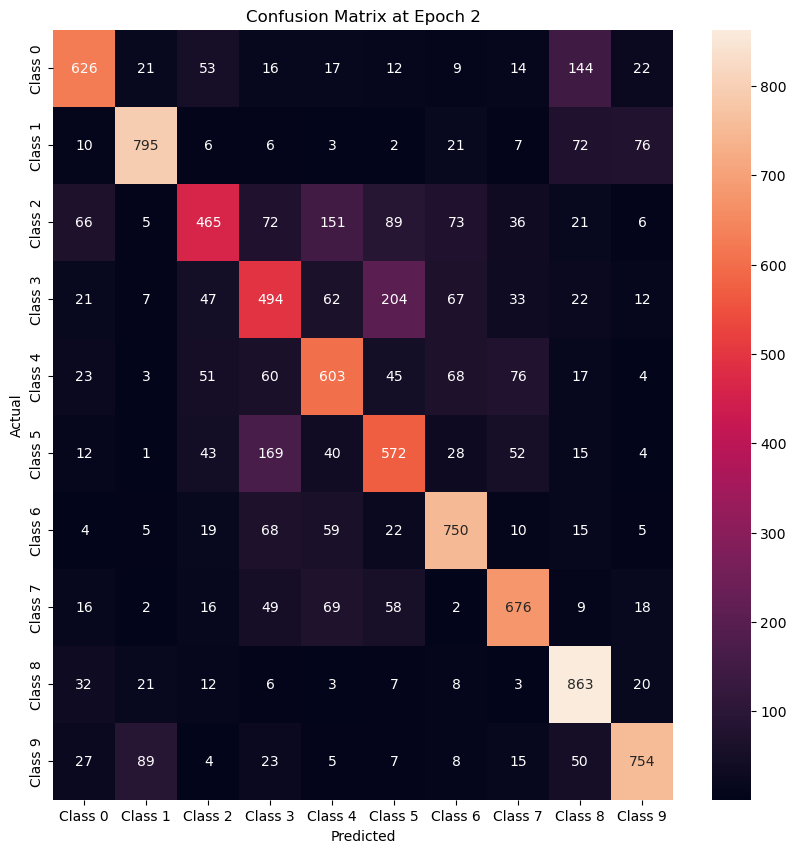 Confusion Matrix at Epoch 2
Class 0 626 21 53 16 17 12 9 14 144 22
Class 1 10 795 6 6 3 2 21 7 72 76
Class 2 66 5 465 72 151 89 73 36 21 6
Class 3 21 7 47 494 62 204 67 33 22 12
Class 4 23 3 51 60 603 45 68 76 17 4
Class 5 12 1 43 169 40 572 28 52 15 4
Class 6 4 5 19 68 59 22 750 10 15 5
Class 7 16 2 16 49 69 58 2 676 9 18
Class 8 32 21 12 6 3 7 8 3 863 20
Class 9 27 89 4 23 5 7 8 15 50 754
Class 0 Class 1 Class 2 Class 3 Class 4 Class 5 Class 6 Class 7 Class 8 Class 9
Predicted
Actual
800
700
600
500
400
300
200
100